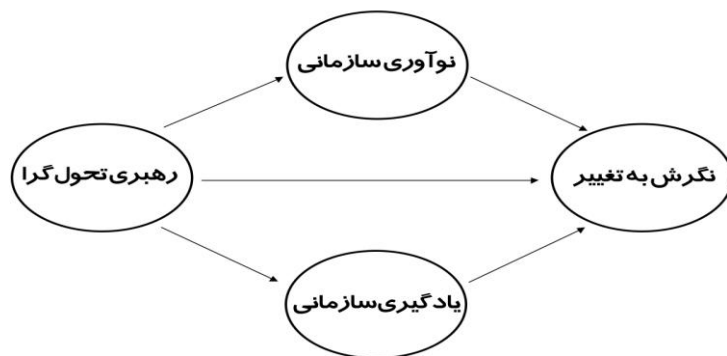 نوآوری سازمانی
رهبری تحول گرا
نگرش به تغییر
یادگیری سازمانی